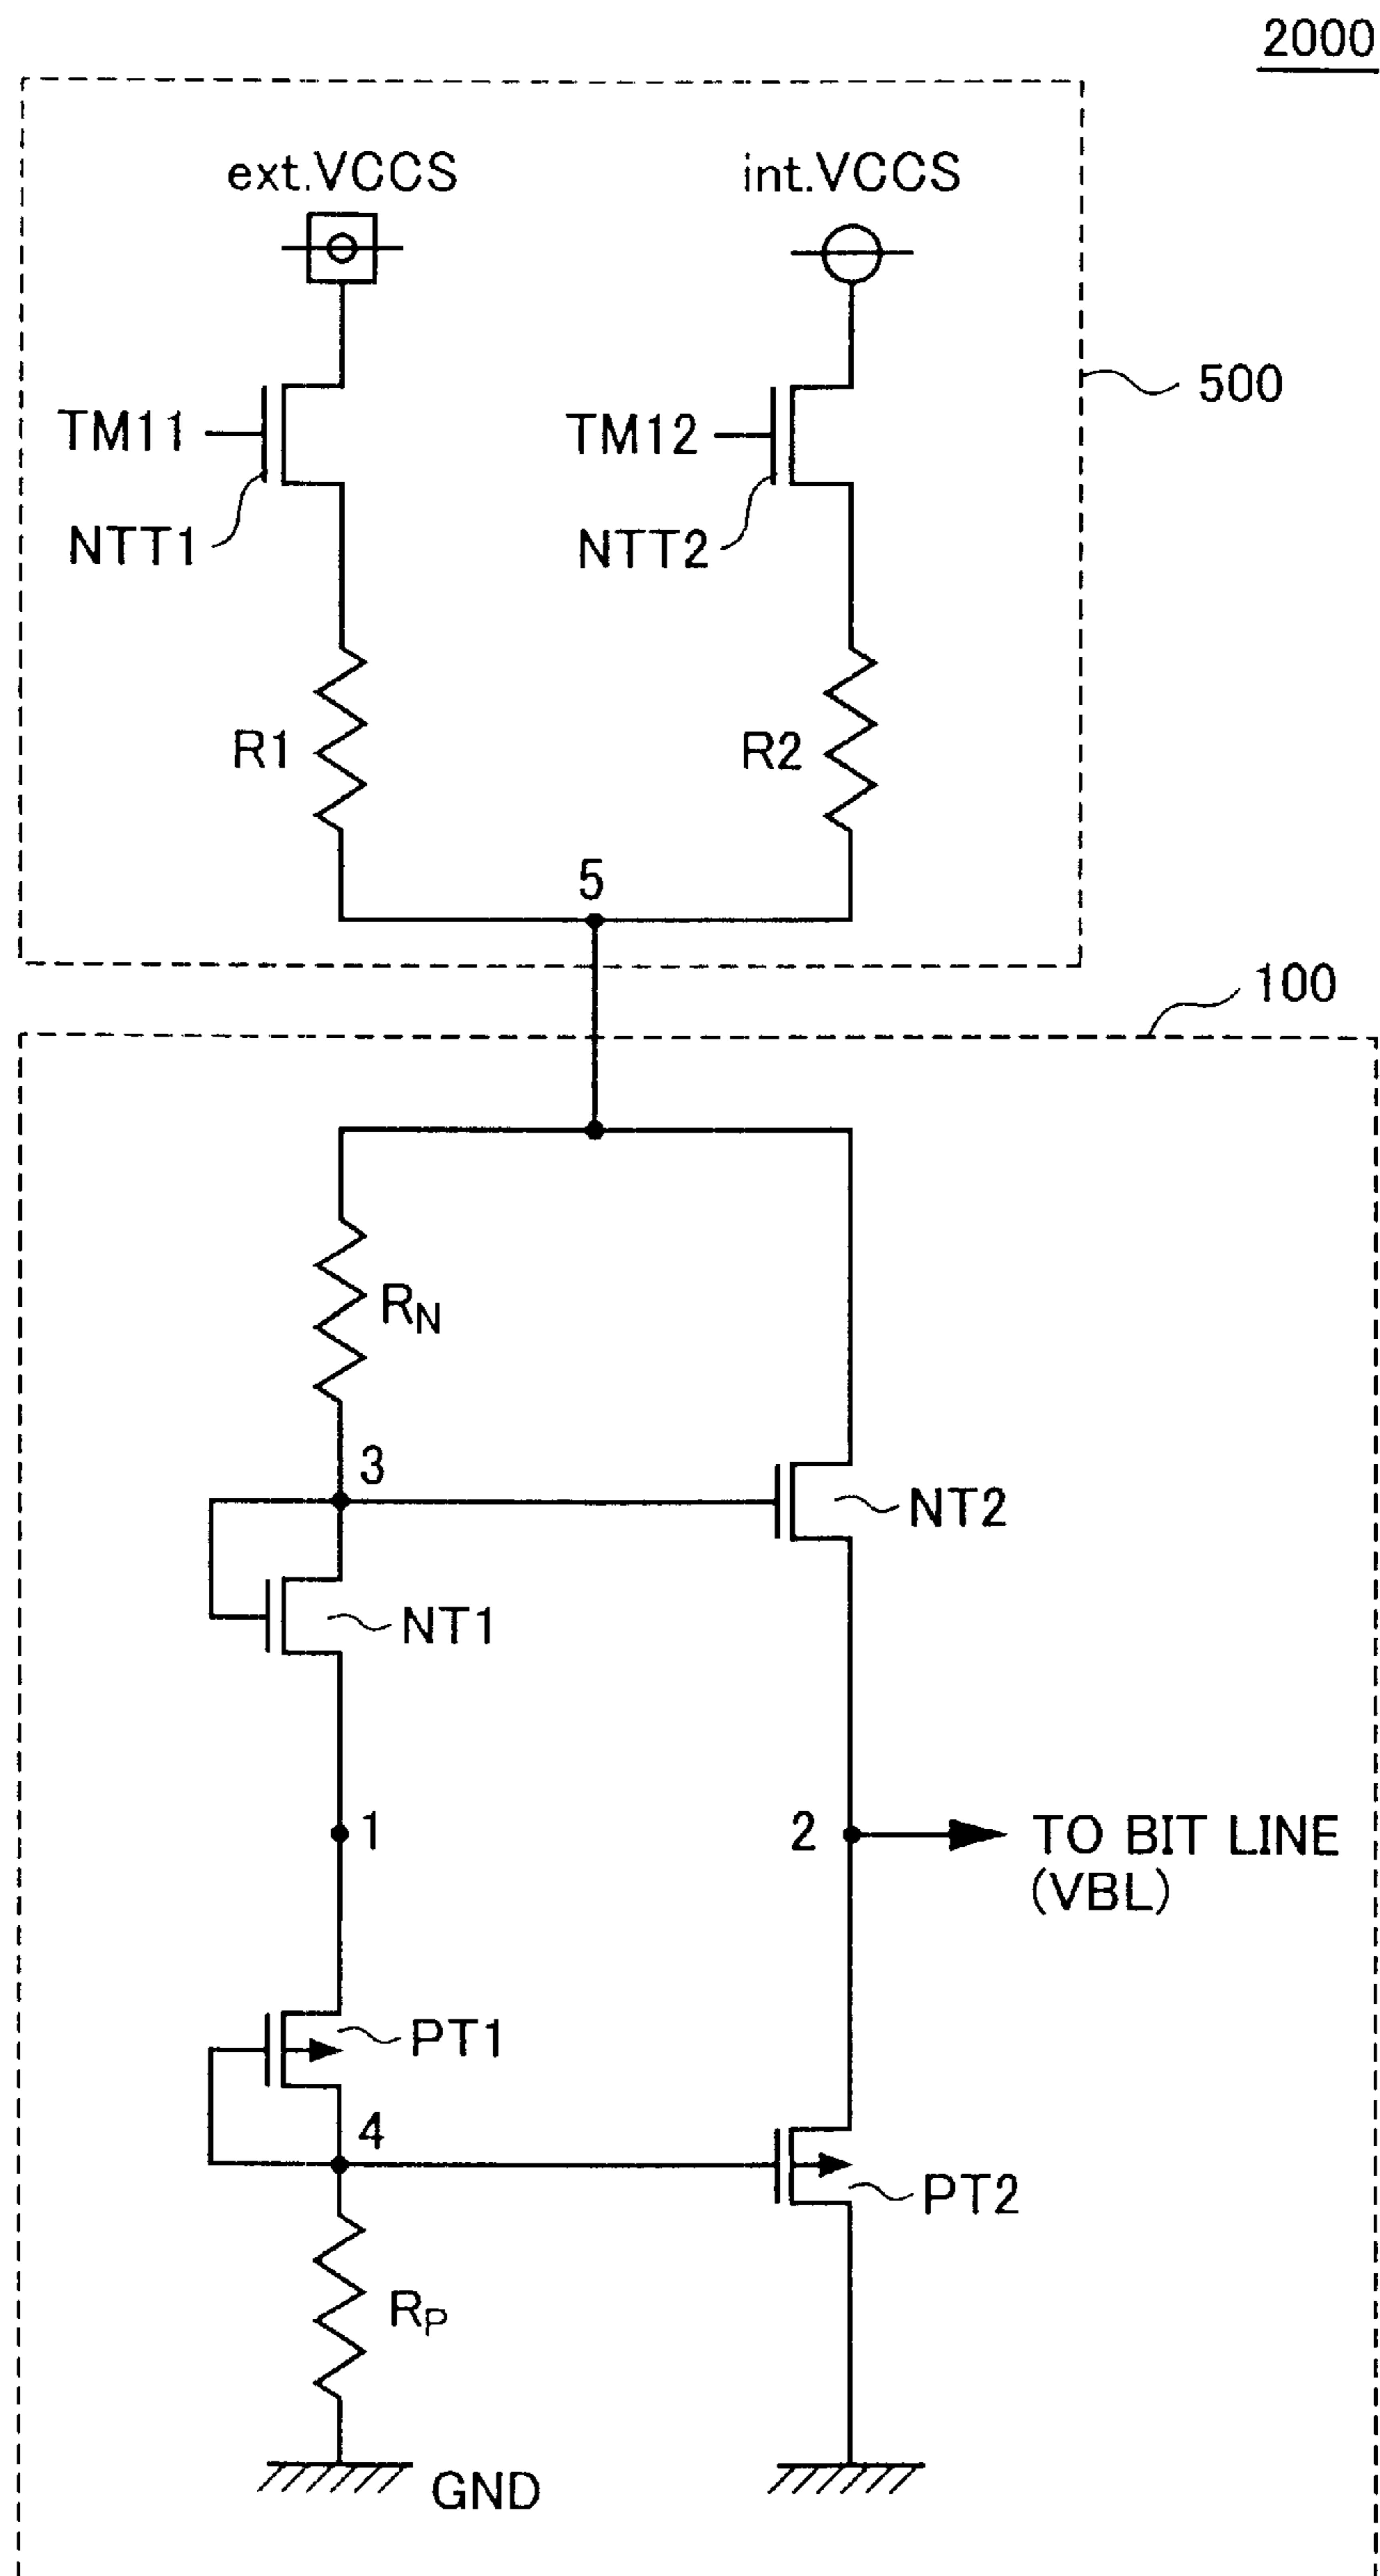 2000
ext.VCCS
int.VCCS
500
TM11
TM12
NTT1
NTT2
R1
R2
5
100
RN
3
NT2
NT1
1
2
TO BIT LINE
(VBL)
PT1
4
PT2
RP
GND